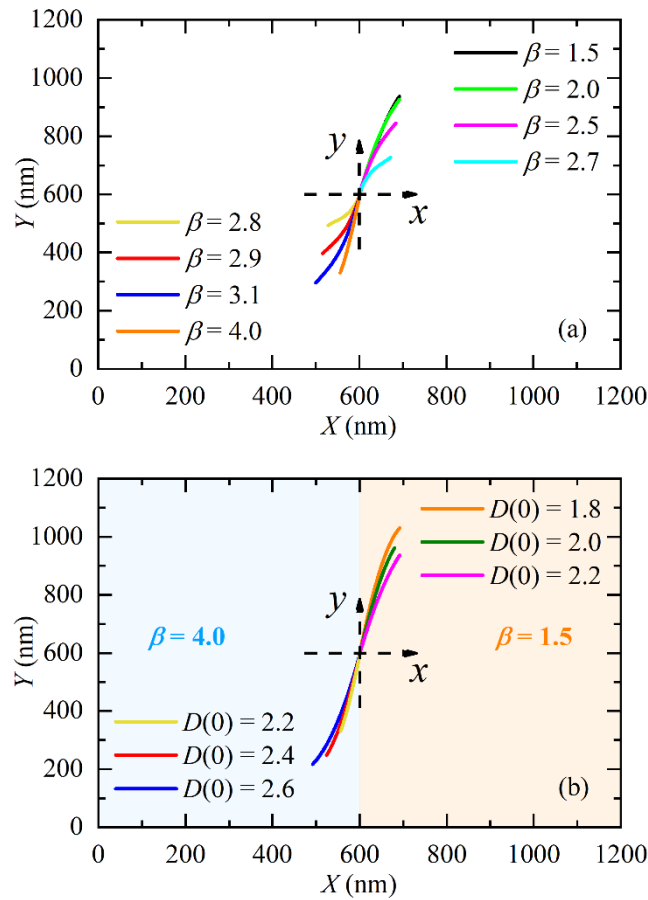 1200
1000
800
600
400
200
0
Y (nm)
β = 1.5
β = 2.0
β = 2.5
β = 2.7
y
x
β = 2.8
β = 2.9
β = 3.1
β = 4.0
(a)
0 200 400 600 800 1000 1200
X (nm)
1200
1000
800
600
400
200
0
Y (nm)
D(0) = 1.8
D(0) = 2.0
D(0) = 2.2
y
x
β = 4.0
β = 1.5
D(0) = 2.2
D(0) = 2.4
D(0) = 2.6
(b)
0 200 400 600 800 1000 1200
X (nm)